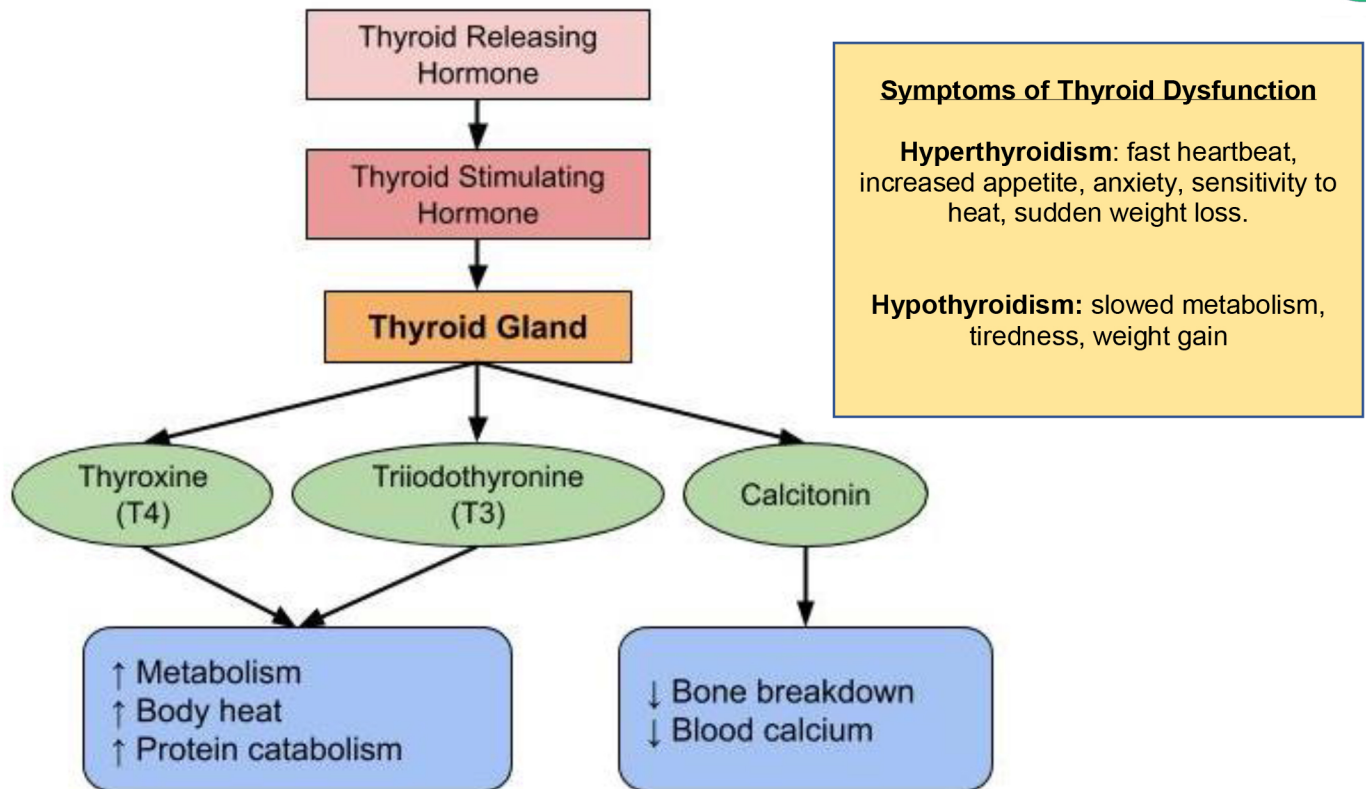 Thyroid Releasing
Hormone
Thyroid Stimulating
Hormone
Thyroid Gland
Thyroxine
(T4)
Triiodothyronine
(T3)
Calcitonin
↑ Metabolism
↑ Body heat
↑ Protein catabolism
↓ Bone breakdown
↓ Blood calcium
Symptoms of Thyroid Dysfunction
Hyperthyroidism: fast heartbeat,
increased appetite, anxiety, sensitivity to
heat, sudden weight loss.
Hypothyroidism: slowed metabolism,
tiredness, weight gain